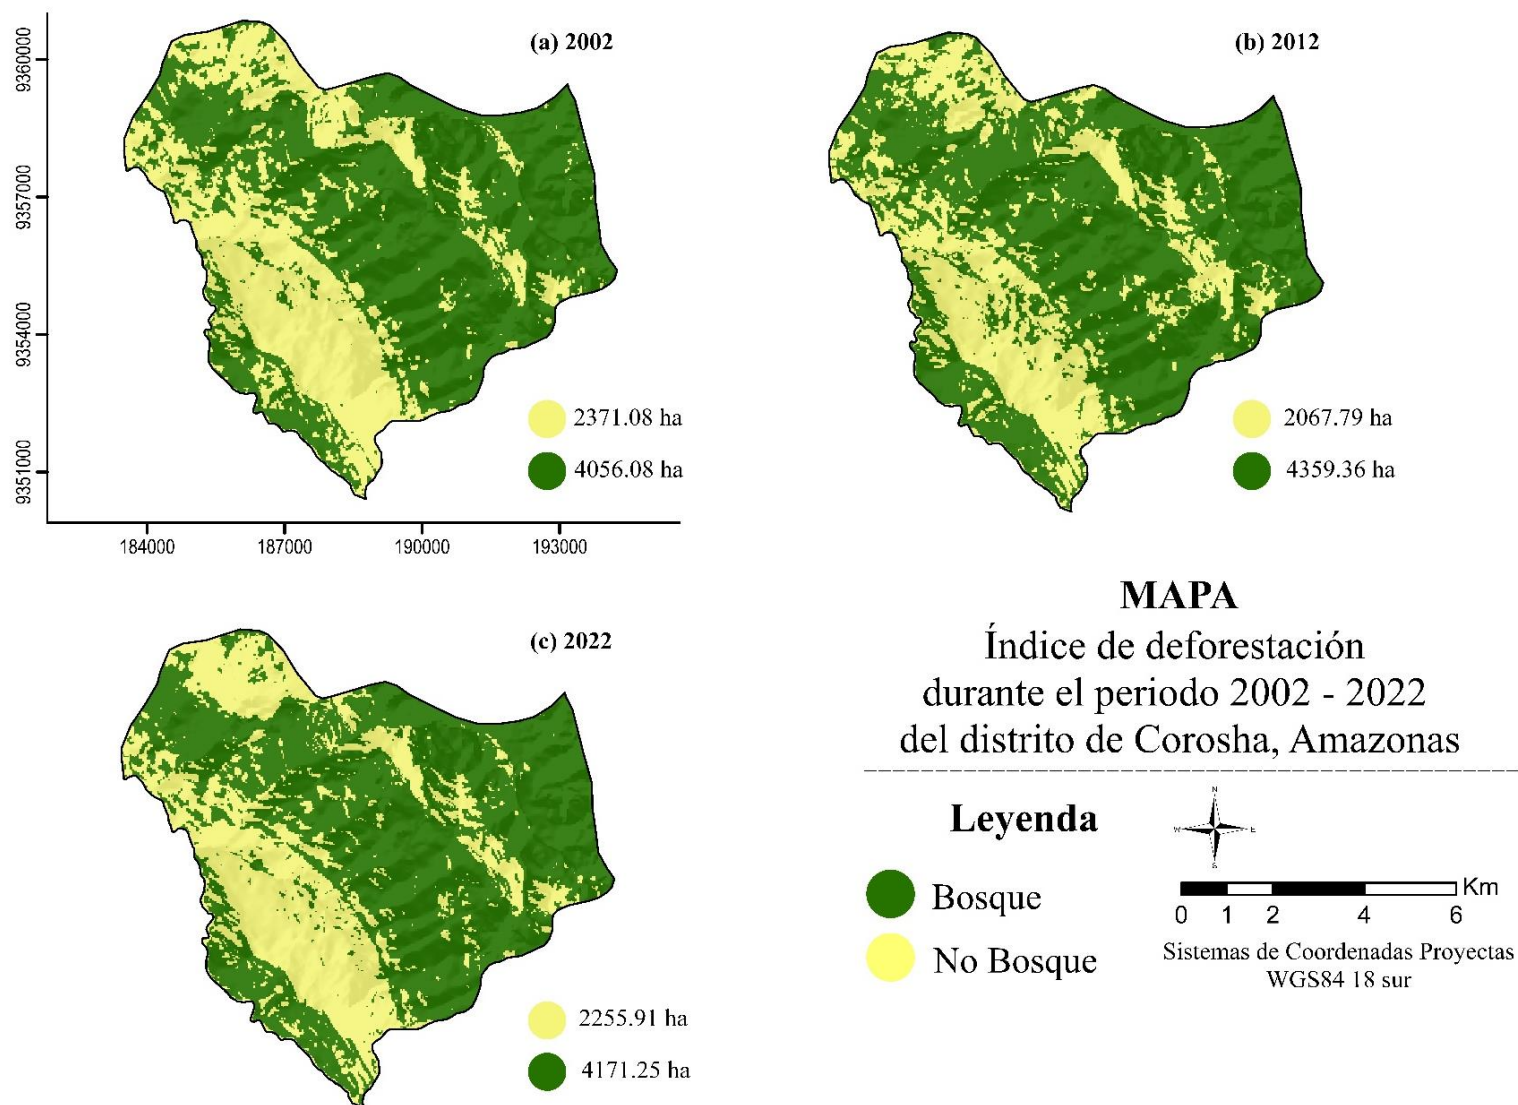 (a) 2002
9360000
9357000
9354000
9351000
2371.08 ha
4056.08 ha
184000
187000
190000
193000
(b) 2012
2067.79 ha
4359.36 ha
(c) 2022
2255.91 ha
4171.25 ha
MAPA
Índice de deforestación
durante el periodo 2002 - 2022
del distrito de Corosha, Amazonas
Leyenda
Bosque
No Bosque
N
W
E
S
Km
0 1 2 4 6
Sistemas de Coordenadas Proyectas
WGS84 18 sur